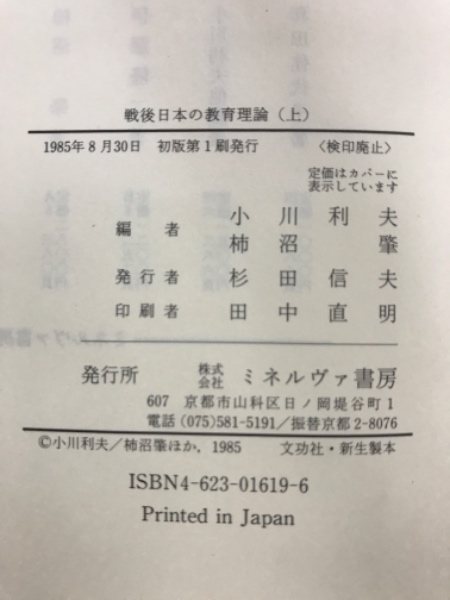 戦後日本の教育理論（上）
1985年8月30日　初版第1刷発行　〈検印廃止〉
定価はカバーに
表示しています
編者　小川利夫
柿沼肇
発行者　杉田信夫
印刷者　田中直明
発行所　株式会社　ミネルヴァ書房
607　京都市山科区日ノ岡堤谷町1
電話 (075)581-5191／振替京都2-8076
©小川利夫／柿沼肇ほか, 1985　文功社・新生製本
ISBN4-623-01619-6
Printed in Japan